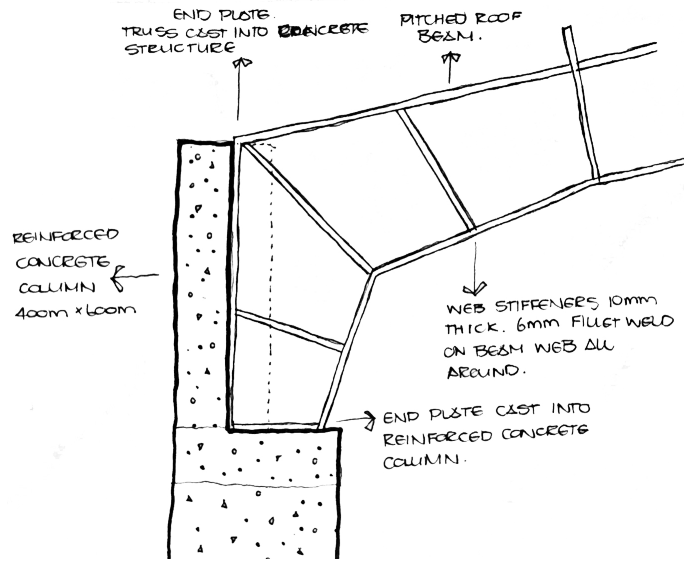 END PLATE.
TRUSS CAST INTO CONCRETE
STRUCTURE
PITCHED ROOF
BEAM.
REINFORCED
CONCRETE
COLUMN
400m x 600m
WEB STIFFENERS 10mm
THICK. 6mm FILLET WELD
ON BEAM WEB ALL
AROUND.
END PLATE CAST INTO
REINFORCED CONCRETE
COLUMN.